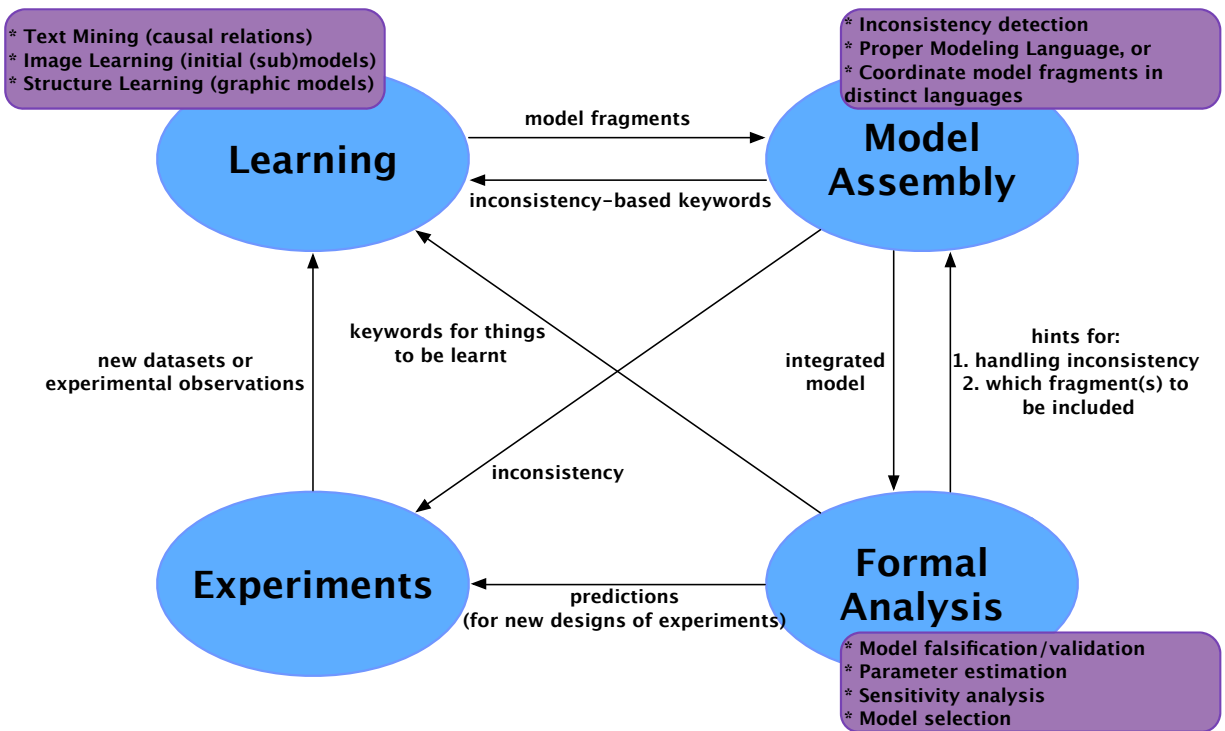 * Text Mining (causal relations)
* Image Learning (initial (sub)models)
* Structure Learning (graphic models)
* Inconsistency detection
* Proper Modeling Language, or
* Coordinate model fragments in
distinct languages
Learning
model fragments
Model
Assembly
inconsistency-based keywords
new datasets or
experimental observations
keywords for things
to be learnt
integrated
model
hints for:
1. handling inconsistency
2. which fragment(s) to
be included
inconsistency
Experiments
predictions
(for new designs of experiments)
Formal
Analysis
* Model falsification/validation
* Parameter estimation
* Sensitivity analysis
* Model selection